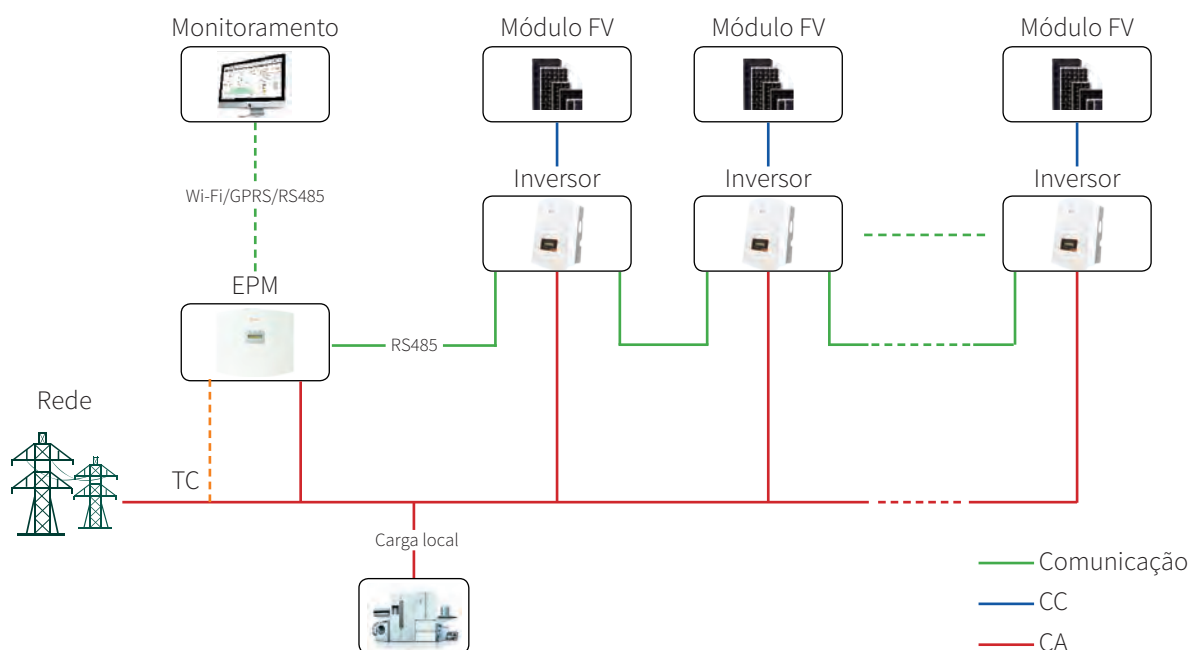 Monitoramento
Módulo FV
Módulo FV
Módulo FV
Wi-Fi/GPRS/RS485
Inversor
Inversor
Inversor
EPM
RS485
Rede
TC
Carga local
Comunicação
CC
CA